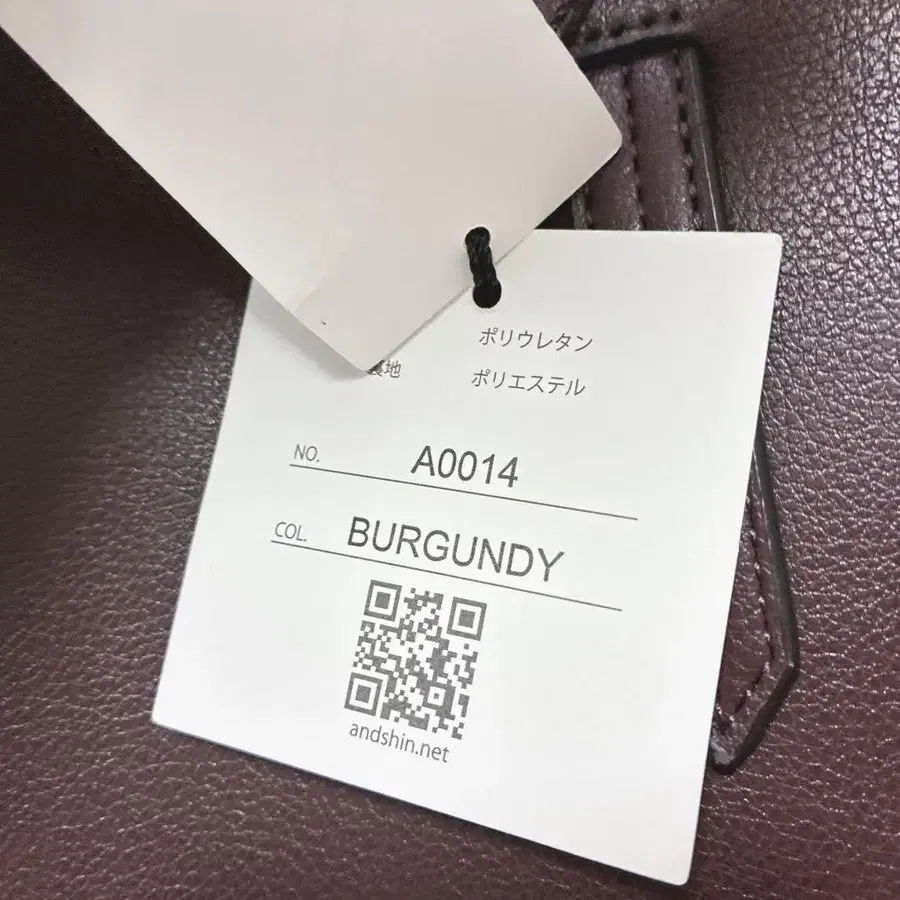 ポリウレタン
裏地 ポリエステル
NO. A0014
COL. BURGUNDY
andshin.net